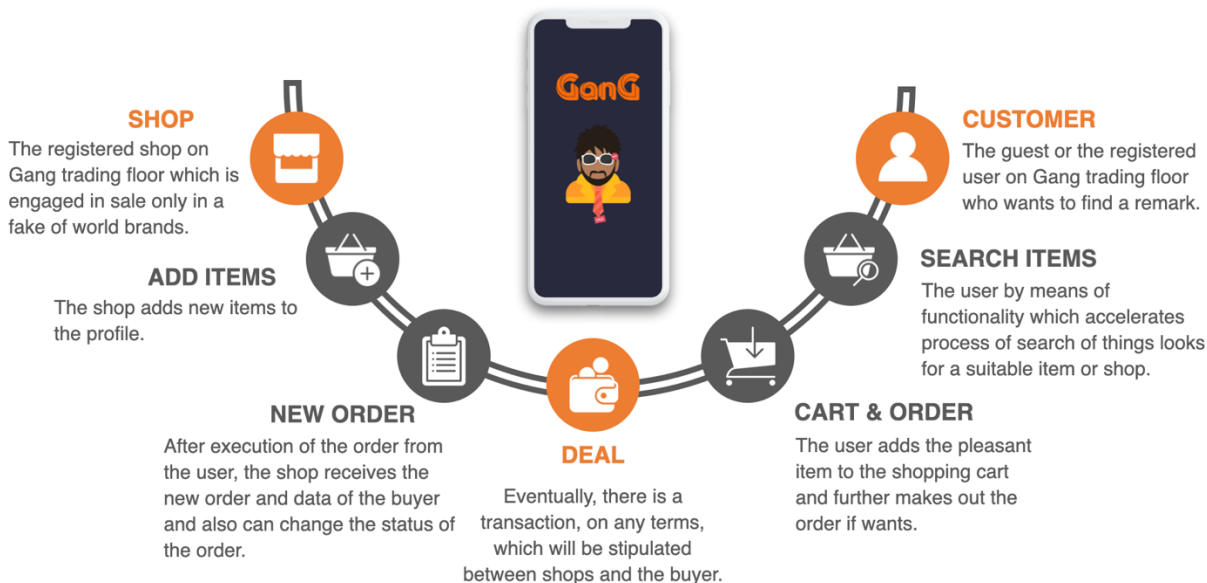 GanG
SHOP
The registered shop on
Gang trading floor which is
engaged in sale only in a
fake of world brands.
ADD ITEMS
The shop adds new items to
the profile.
NEW ORDER
After execution of the order from
the user, the shop receives the
new order and data of the buyer
and also can change the status of
the order.
DEAL
Eventually, there is a
transaction, on any terms,
which will be stipulated
between shops and the buyer.
CUSTOMER
The guest or the registered
user on Gang trading floor
who wants to find a remark.
SEARCH ITEMS
The user by means of
functionality which accelerates
process of search of things looks
for a suitable item or shop.
CART & ORDER
The user adds the pleasant
item to the shopping cart
and further makes out the
order if wants.